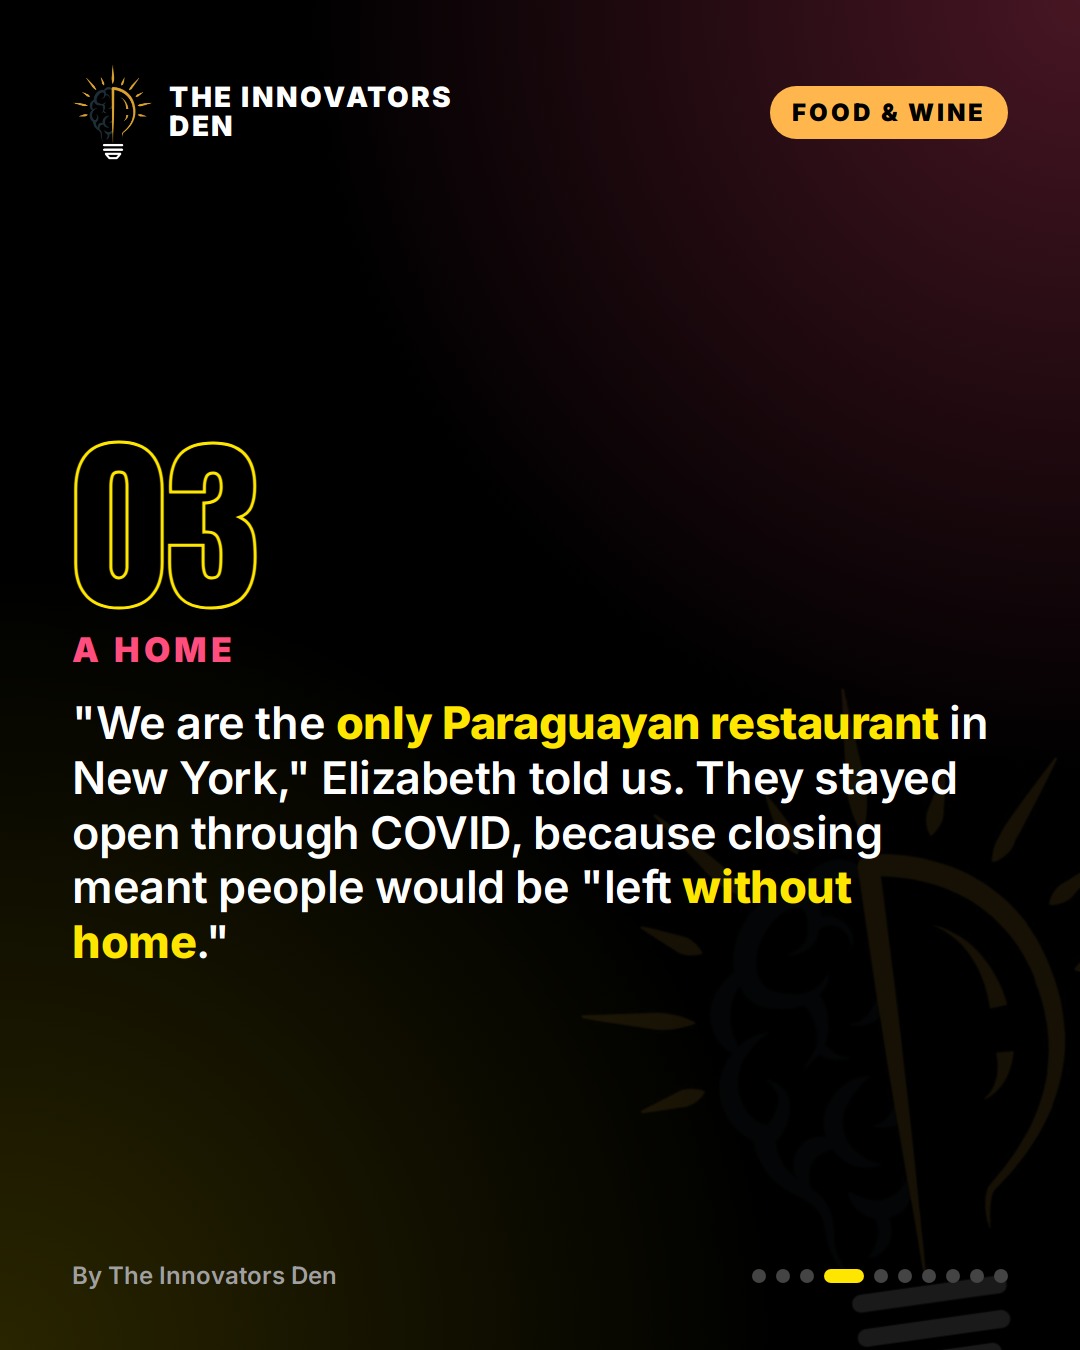 THE INNOVATORS
DEN
FOOD & WINE
03
A HOME
"We are the only Paraguayan restaurant in
New York," Elizabeth told us. They stayed
open through COVID, because closing
meant people would be "left without
home."
By The Innovators Den